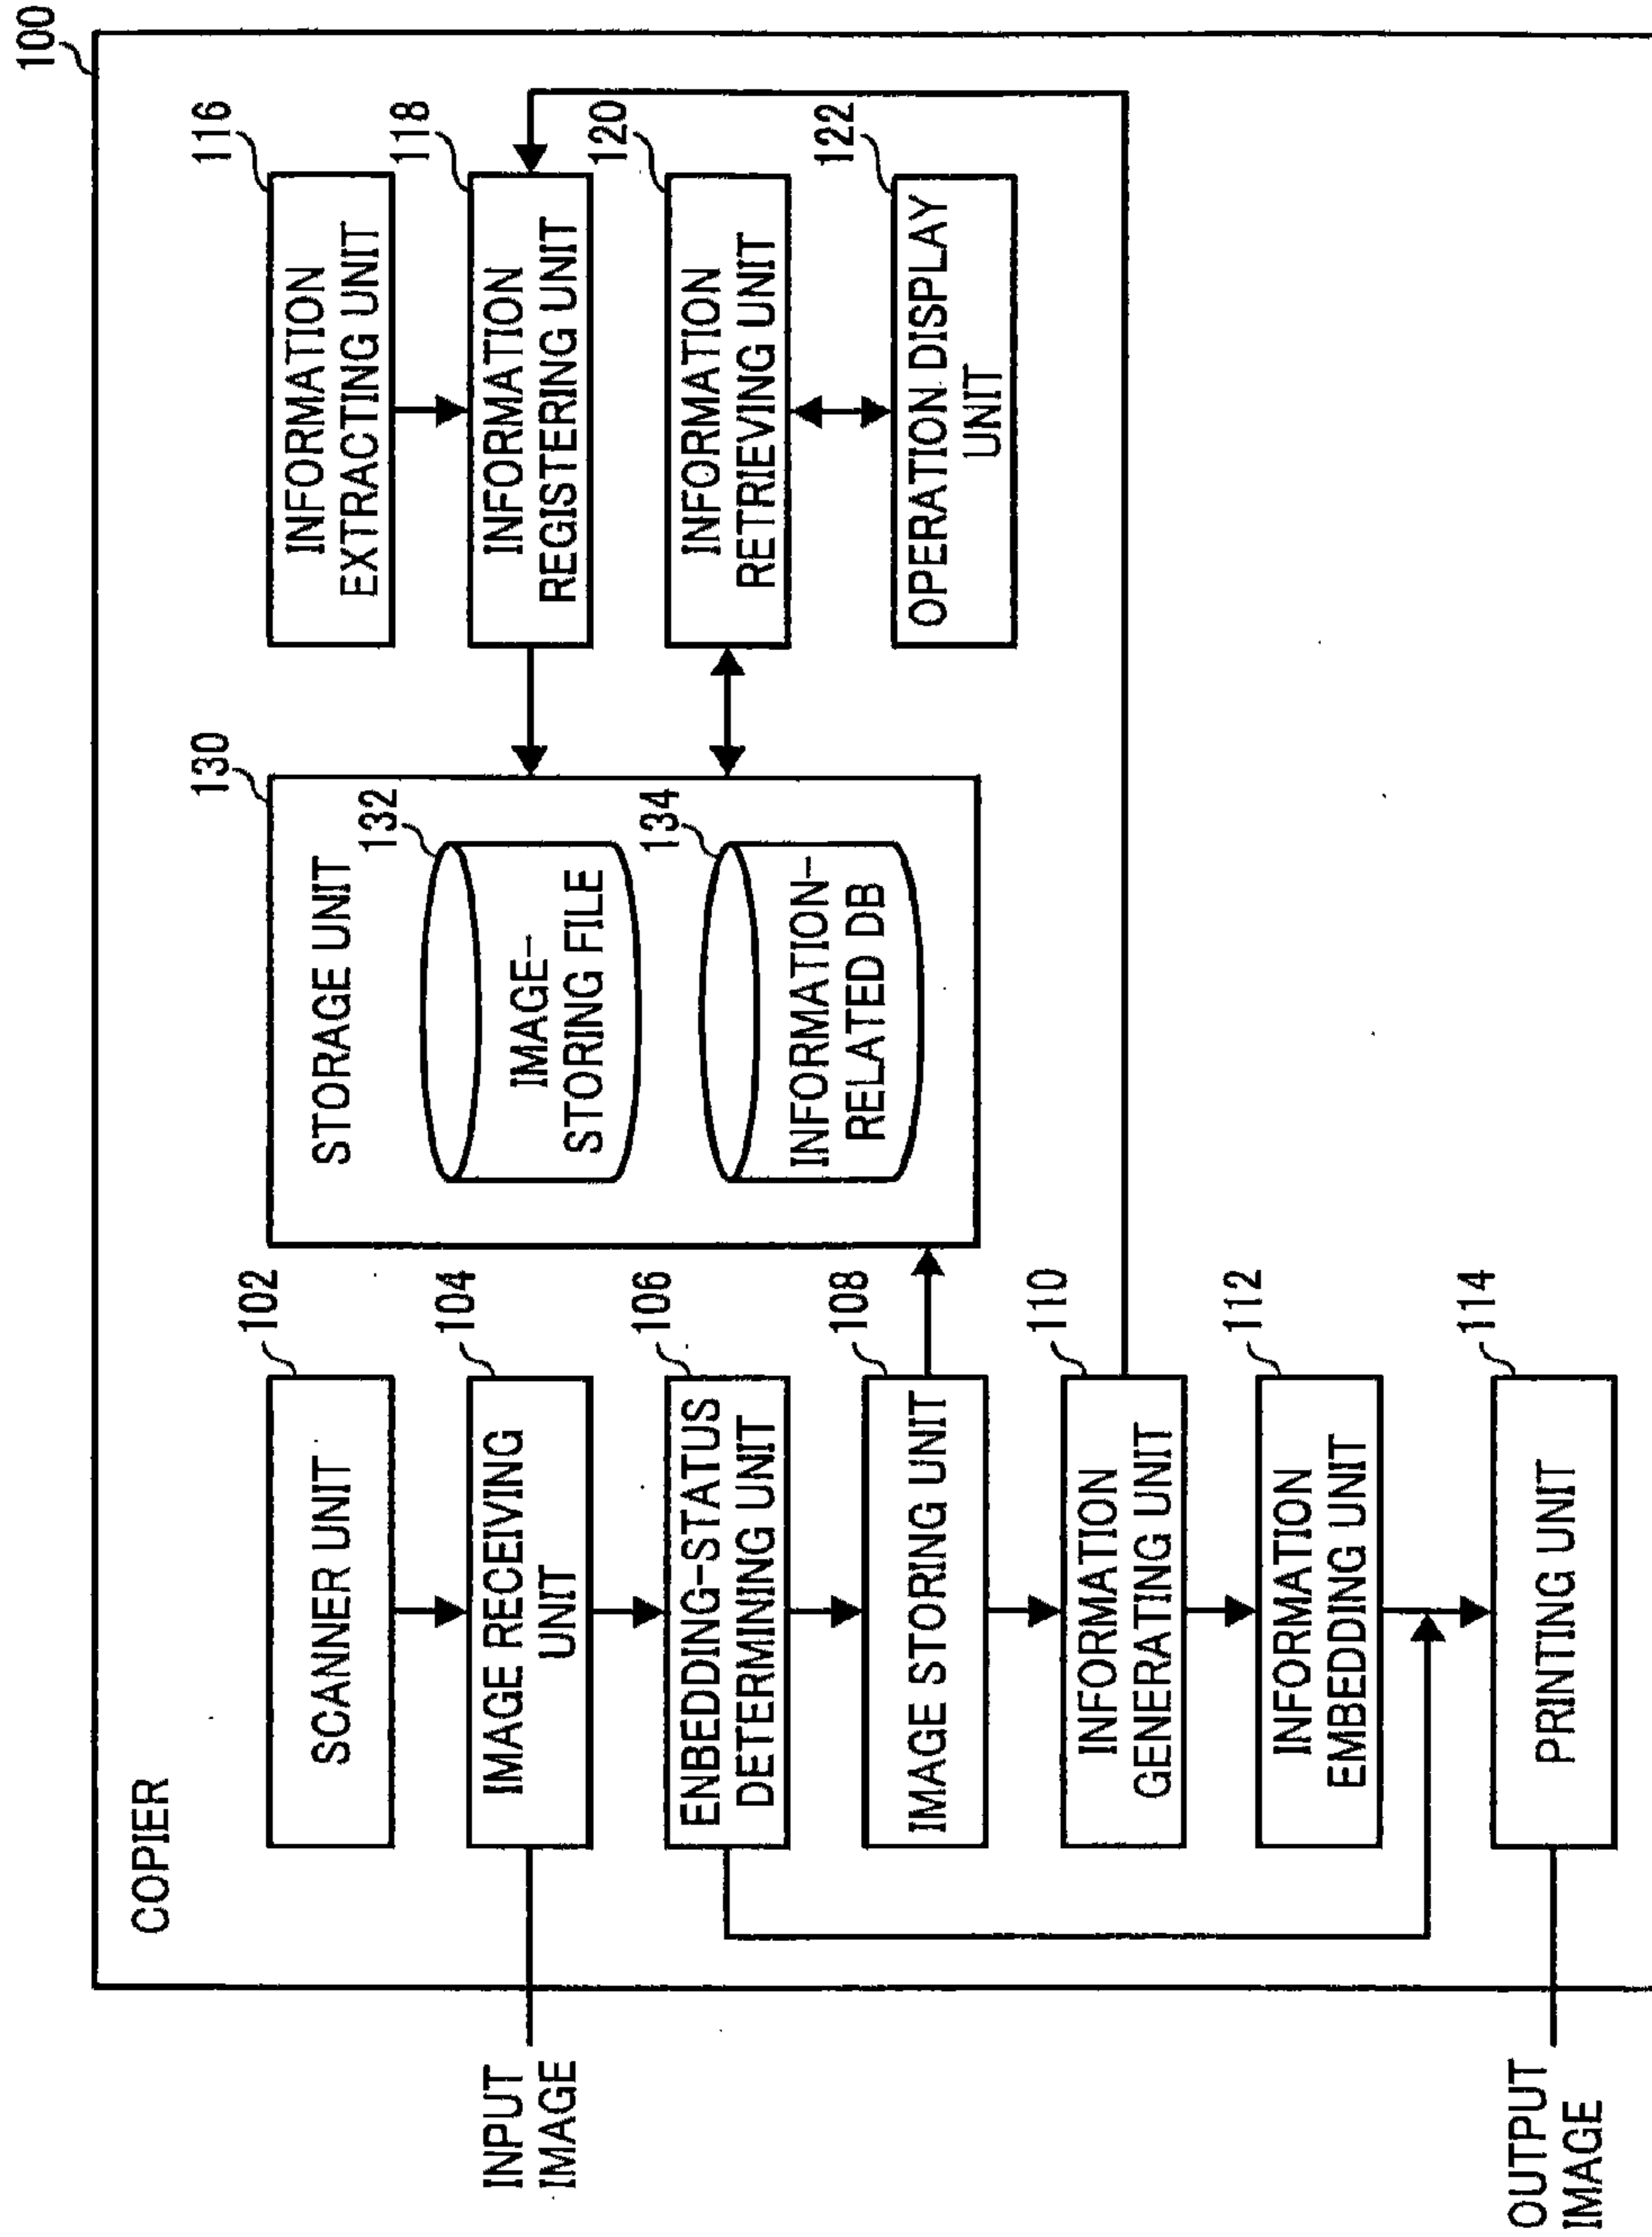 100
COPIER
INPUT
IMAGE
OUTPUT
IMAGE
102
SCANNER UNIT
104
IMAGE RECEIVING
UNIT
106
ENBEDDING-STATUS
DETERMINING UNIT
108
IMAGE STORING UNIT
110
INFORMATION
GENERATING UNIT
112
INFORMATION
EMBEDDING UNIT
114
PRINTING UNIT
130
STORAGE UNIT
132
IMAGE-
STORING FILE
134
INFORMATION-
RELATED DB
116
INFORMATION
EXTRACTING UNIT
118
INFORMATION
REGISTERING UNIT
120
INFORMATION
RETRIEVING UNIT
122
OPERATION DISPLAY
UNIT